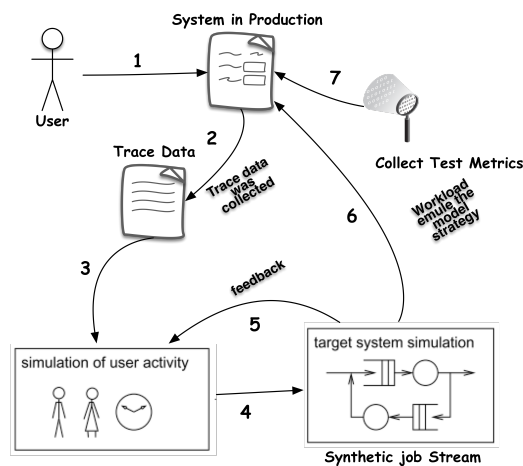 System in Production
1
7
User
2
Trace Data
Collect Test Metrics
Trace data
was
collected
Workload
emule the
model
strategy
6
3
feedback
5
simulation of user activity
target system simulation
4
Synthetic job Stream